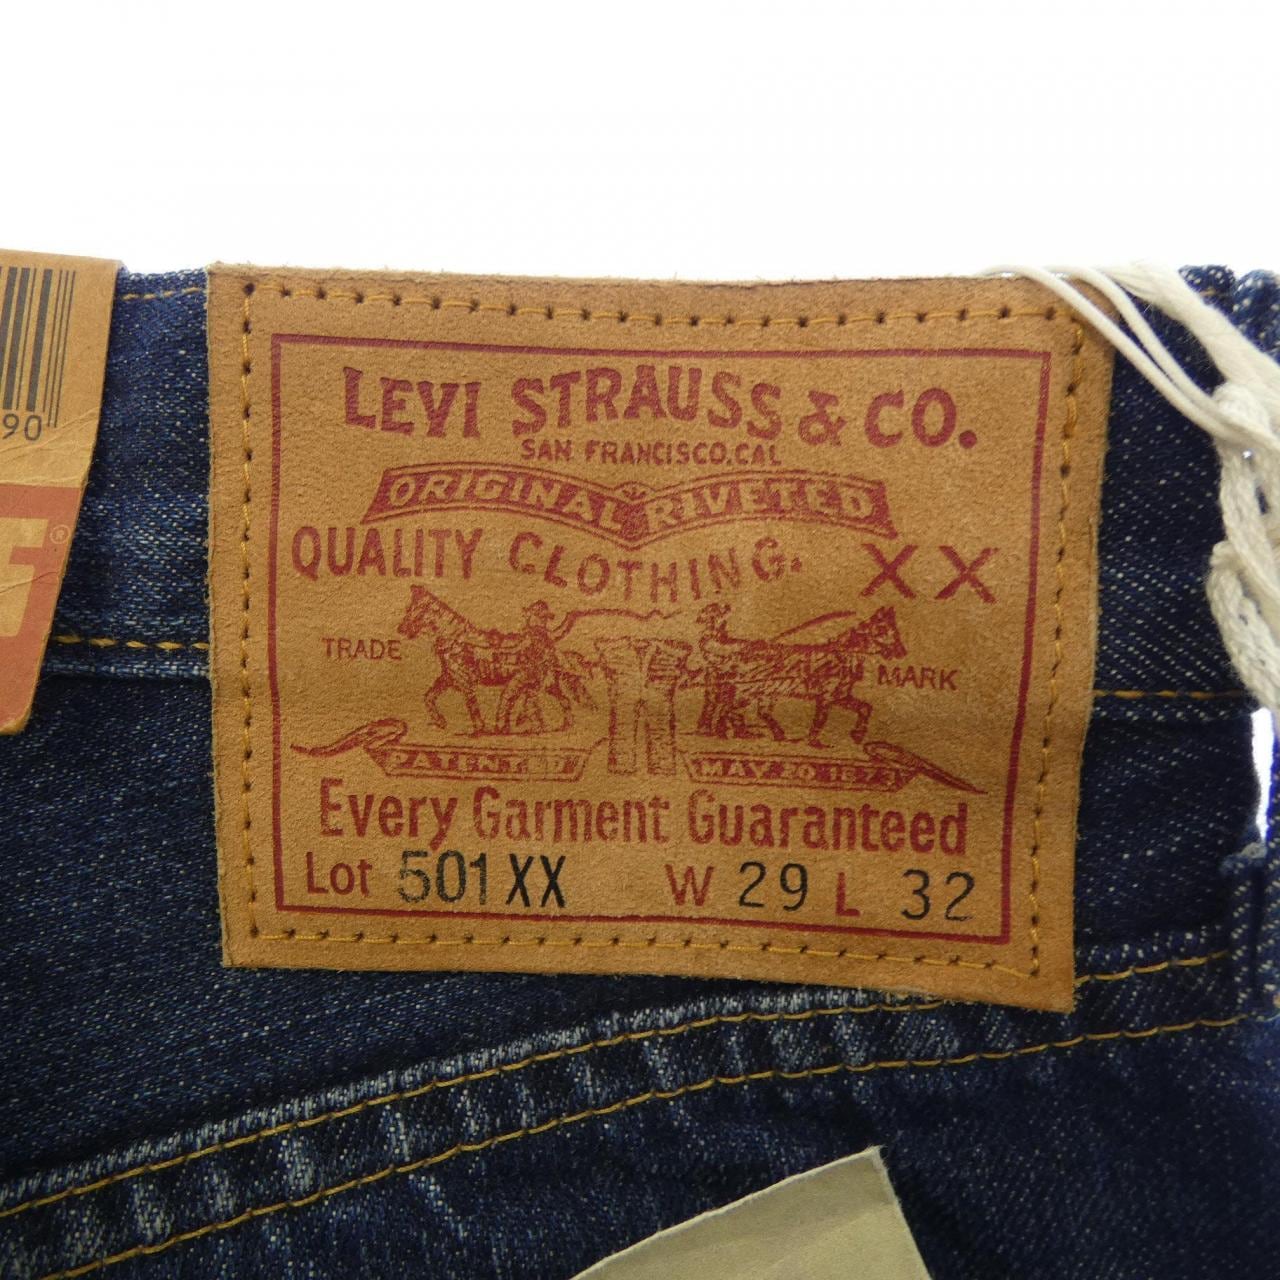 90
®
LEVI STRAUSS & CO.
SAN FRANCISCO,CAL
ORIGINAL RIVETED
QUALITY CLOTHING. XX
TRADE MARK
PATENTED MAY 20 1873
Every Garment Guaranteed
Lot 501XX W 29 L 32